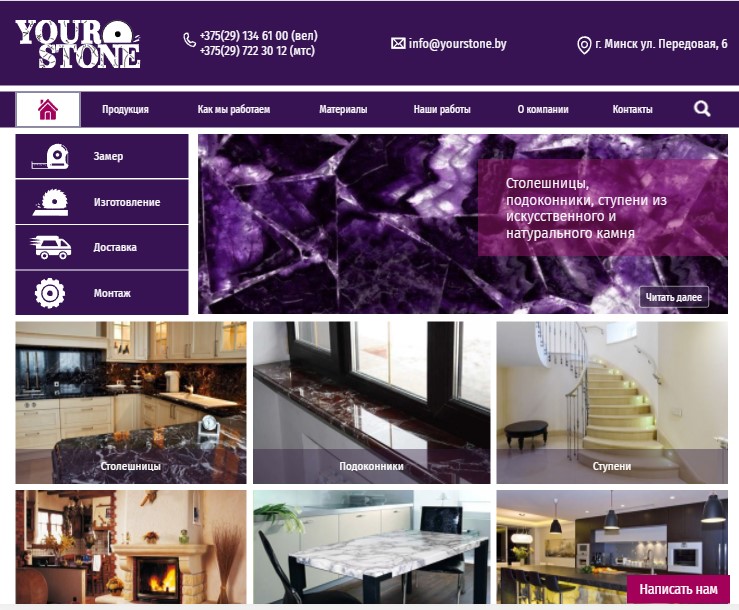 YOUR STONE
+375(29) 134 61 00 (вел)
+375(29) 722 30 12 (мтс)
info@yourstone.by
г. Минск ул. Передовая, 6
Продукция
Как мы работаем
Материалы
Наши работы
О компании
Контакты
Замер
Изготовление
Доставка
Монтаж
Столешницы,
подоконники, ступени из
искусственного и
натурального камня
Читать далее
Столешницы
Подоконники
Ступени
Написать нам